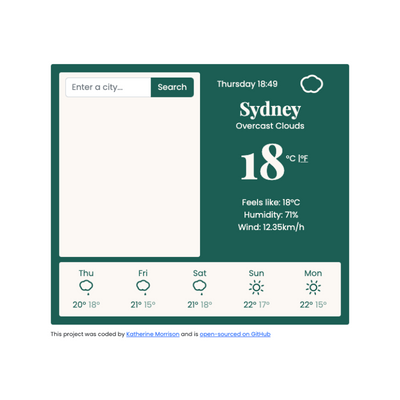 Enter a city...
Search
Thursday 18:49
Sydney
Overcast Clouds
18 °C |°F
Feels like: 18°C
Humidity: 71%
Wind: 12.35km/h
Thu Fri Sat Sun Mon
20° 18° 21° 15° 21° 18° 22° 17° 22° 15°
This project was coded by Katherine Morrison and is open-sourced on GitHub